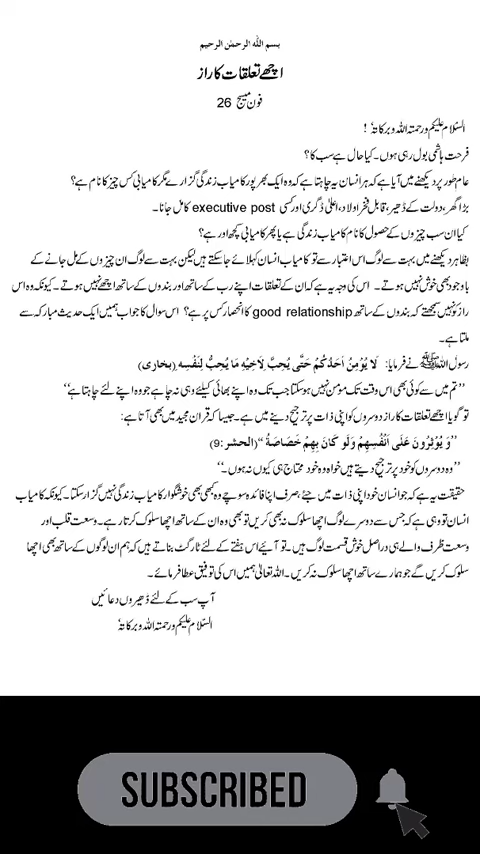 بسم الله الرحمن الرحيم
اچھے تعلقات کا راز
فون میسج 26
السّلام علیکم ورحمتہ اللہ وبرکاتہٗ !
فرحت ہاشمی بول رہی ہوں۔ کیا حال ہے سب کا؟
عام طور پر دیکھنے میں آیا ہے کہ ہر انسان یہ چاہتا ہے کہ وہ ایک بھر پور کامیاب زندگی گزارے مگر کامیابی کس چیز کا نام ہے؟
بڑا گھر، دولت کے ڈھیر، قابل فخر اولاد، اعلیٰ ڈگری اور کسی executive post کا مل جانا۔
کیا ان سب چیزوں کے حصول کا نام کامیاب زندگی ہے یا پھر کامیابی کچھ اور ہے؟
بظاہر دیکھنے میں بہت سے لوگ اس اعتبار سے تو کامیاب انسان کہلائے جا سکتے ہیں لیکن بہت سے لوگ ان چیزوں کے مل جانے کے
باوجود بھی خوش نہیں ہوتے ۔ اس کی وجہ یہ ہے کہ ان کے تعلقات اپنے رب کے ساتھ اور بندوں کے ساتھ اچھے نہیں ہوتے ۔ کیونکہ وہ اس
راز کو نہیں سمجھتے کہ بندوں کے ساتھ good relationship کا انحصار کس پر ہے؟ اس سوال کا جواب ہمیں ایک حدیث مبارکہ سے
ملتا ہے۔
رسول اللہ ﷺ نے فرمایا: لَا يُؤْمِنُ اَحَدُكُمْ حَتّٰى يُحِبَّ لِاَخِيْهِ مَا يُحِبُّ لِنَفْسِه (بخاری)
’’تم میں سے کوئی بھی اس وقت تک مومن نہیں ہو سکتا جب تک وہ اپنے بھائی کیلئے وہی نہ چاہے جو وہ اپنے لئے چاہتا ہے‘‘
تو گویا اچھے تعلقات کا راز دوسروں کو اپنی ذات پر ترجیح دینے میں ہے۔ جیسا کہ قرآن مجید میں بھی آتا ہے:
’’وَ يُؤْثِرُونَ عَلٰى اَنْفُسِهِمْ وَلَو كَانَ بِهِمْ خَصَاصَةٌ‘‘ (الحشر:9)
’’وہ دوسروں کو خود پر ترجیح دیتے ہیں خواہ وہ خود محتاج ہی کیوں نہ ہوں۔‘‘
حقیقت یہ ہے کہ جو انسان خود اپنی ذات میں جئے، صرف اپنا فائدہ سوچے وہ کبھی بھی خوشگوار کامیاب زندگی نہیں گزار سکتا۔ کیونکہ کامیاب
انسان تو وہی ہے کہ جس سے دوسرے لوگ اچھا سلوک نہ بھی کریں تو بھی وہ ان کے ساتھ اچھا سلوک کرتا رہے۔ وسعت قلب اور
وسعت ظرف والے ہی دراصل خوش قسمت لوگ ہیں۔ تو آیئے اس ہفتے کے لئے ٹارگٹ بناتے ہیں کہ ہم ان لوگوں کے ساتھ بھی اچھا
سلوک کریں گے جو ہمارے ساتھ اچھا سلوک نہ کریں۔ اللہ تعالیٰ ہمیں اس کی توفیق عطا فرمائے۔
آپ سب کے لئے ڈھیروں دعائیں
السّلام علیکم ورحمتہ اللہ وبرکاتہٗ
SUBSCRIBED